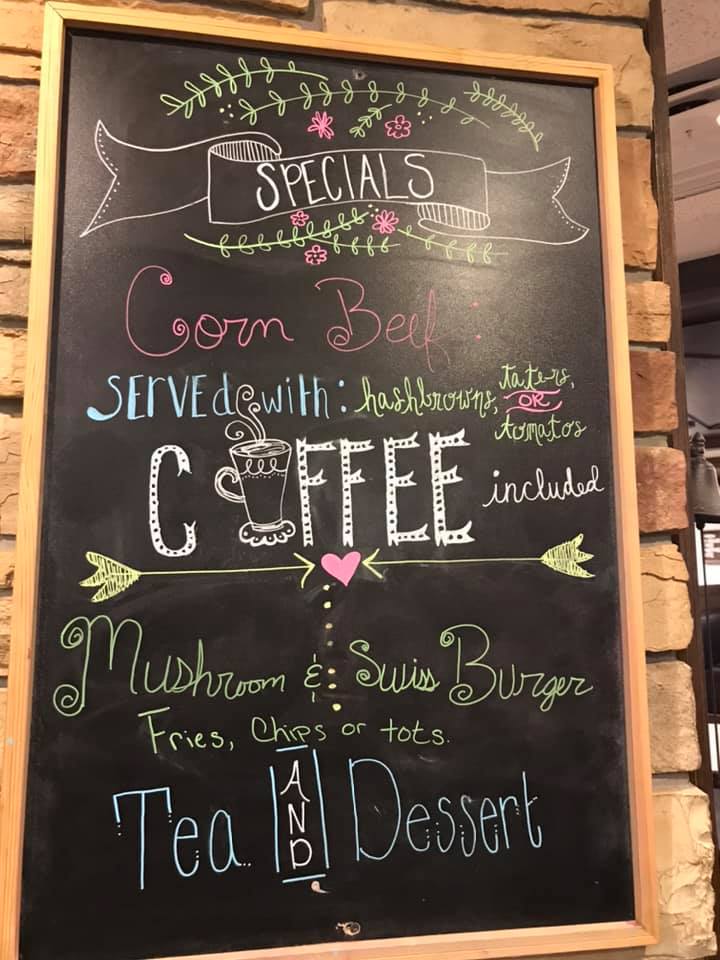 SPECIALS
Corn Beef:
SERVEd with: hashbrowns, taters,
OR
tomatos
COFFEE included
Mushroom & Swiss Burger
Fries, Chips or tots.
Tea AND Dessert